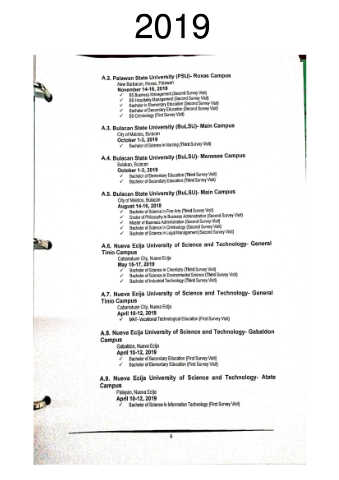 2019
A.2. Palawan State University (PSU)- Roxas Campus
New Barbacan, Roxas, Palawan
November 14-16, 2019
✓ BS Business Management (Second Survey Visit)
✓ BS Hospitality Management (Second Survey Visit)
✓ Bachelor in Elementary Education (Second Survey Visit)
✓ Bachelor of Secondary Education (Second Survey Visit)
✓ BS Criminology (First Survey Visit)
A.3. Bulacan State University (BuLSU)- Main Campus
City of Malolos, Bulacan
October 1-3, 2019
✓ Bachelor of Science in Nursing (Third Survey Visit)
A.4. Bulacan State University (BuLSU)- Meneses Campus
Bulakan, Bulacan
October 1-3, 2019
✓ Bachelor of Elementary Education (Third Survey Visit)
✓ Bachelor of Secondary Education (Third Survey Visit)
A.5. Bulacan State University (BuLSU)- Main Campus
City of Malolos, Bulacan
August 14-16, 2019
✓ Bachelor of Science in Fine Arts (Third Survey Visit)
✓ Doctor of Philosophy in Business Administration (Second Survey Visit)
✓ Master of Business Administration (Second Survey Visit)
✓ Bachelor of Science in Criminology (Second Survey Visit)
✓ Bachelor of Science in Legal Management (Second Survey Visit)
A.6. Nueva Ecija University of Science and Technology- General
Tinio Campus
Cabanatuan City, Nueva Ecija
May 15-17, 2019
✓ Bachelor of Science in Chemistry (Third Survey Visit)
✓ Bachelor of Science in Environmental Science (Third Survey Visit)
✓ Bachelor of Industrial Technology (Third Survey Visit)
A.7. Nueva Ecija University of Science and Technology- General
Tinio Campus
Cabanatuan City, Nueva Ecija
April 10-12, 2019
✓ MAT- Vocational Technological Education (First Survey Visit)
A.8. Nueva Ecija University of Science and Technology- Gabaldon
Campus
Gabaldon, Nueva Ecija
April 10-12, 2019
✓ Bachelor of Secondary Education (First Survey Visit)
✓ Bachelor of Elementary Education (First Survey Visit)
A.9. Nueva Ecija University of Science and Technology- Atate
Campus
Palayan, Nueva Ecija
April 10-12, 2019
✓ Bachelor of Science in Information Technology (First Survey Visit)